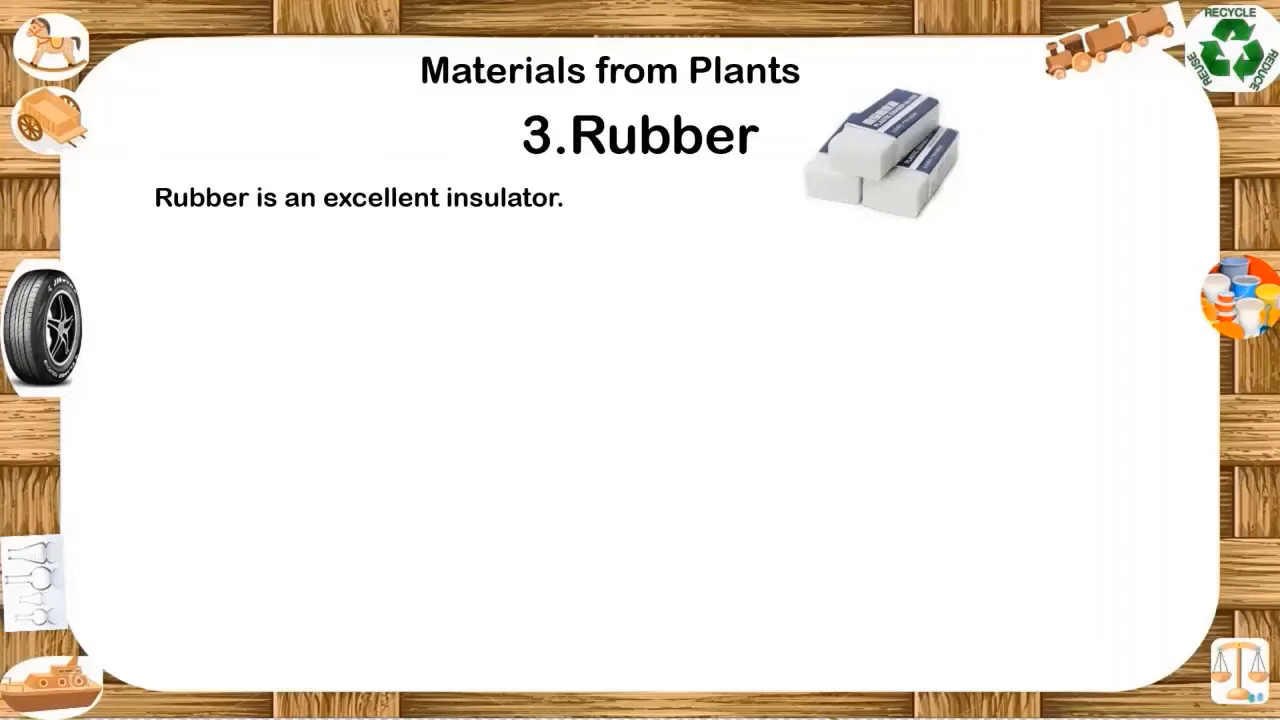 RECYCLE
REUSE
REDUCE
Materials from Plants
3.Rubber
Rubber is an excellent insulator.